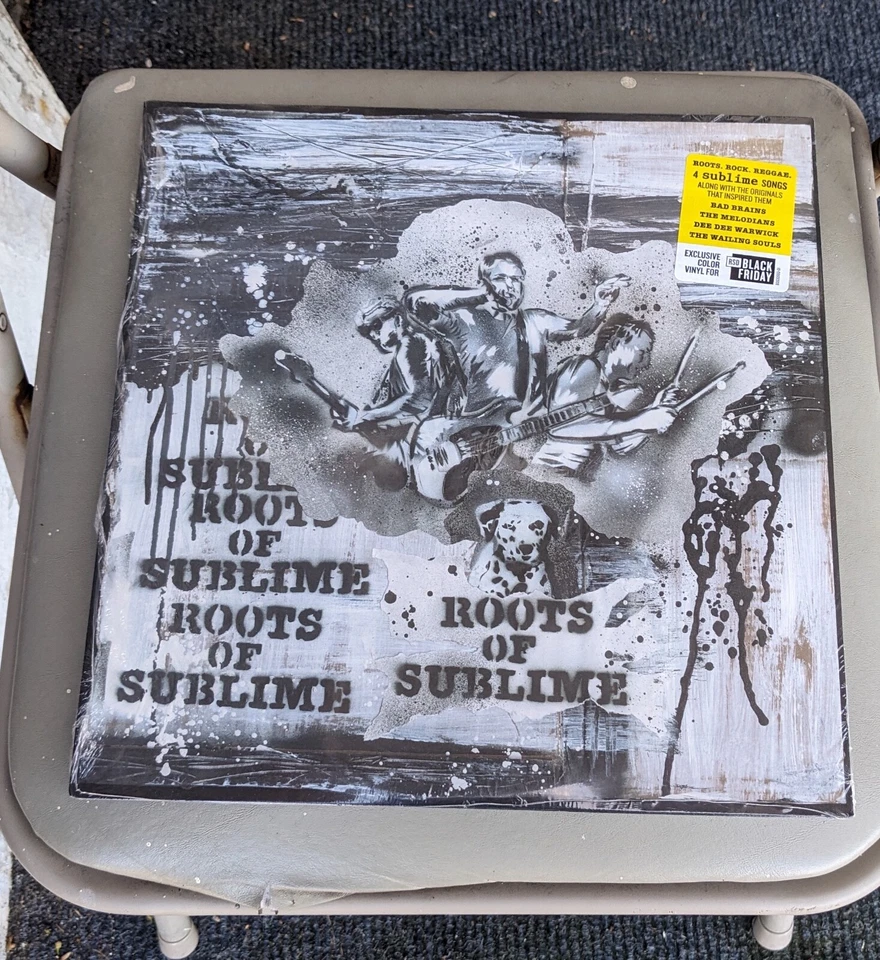 ROOTS. ROCK. REGGAE.
4 sublime SONGS
ALONG WITH THE ORIGINALS
THAT INSPIRED THEM
BAD BRAINS
THE MELODIANS
DEE DEE WARWICK
THE WAILING SOULS
EXCLUSIVE
COLOR
VINYL FOR
RSD BLACK
FRIDAY
SUBL
ROOTS
OF
SUBLIME
ROOTS
OF
SUBLIME
ROOTS
OF
SUBLIME